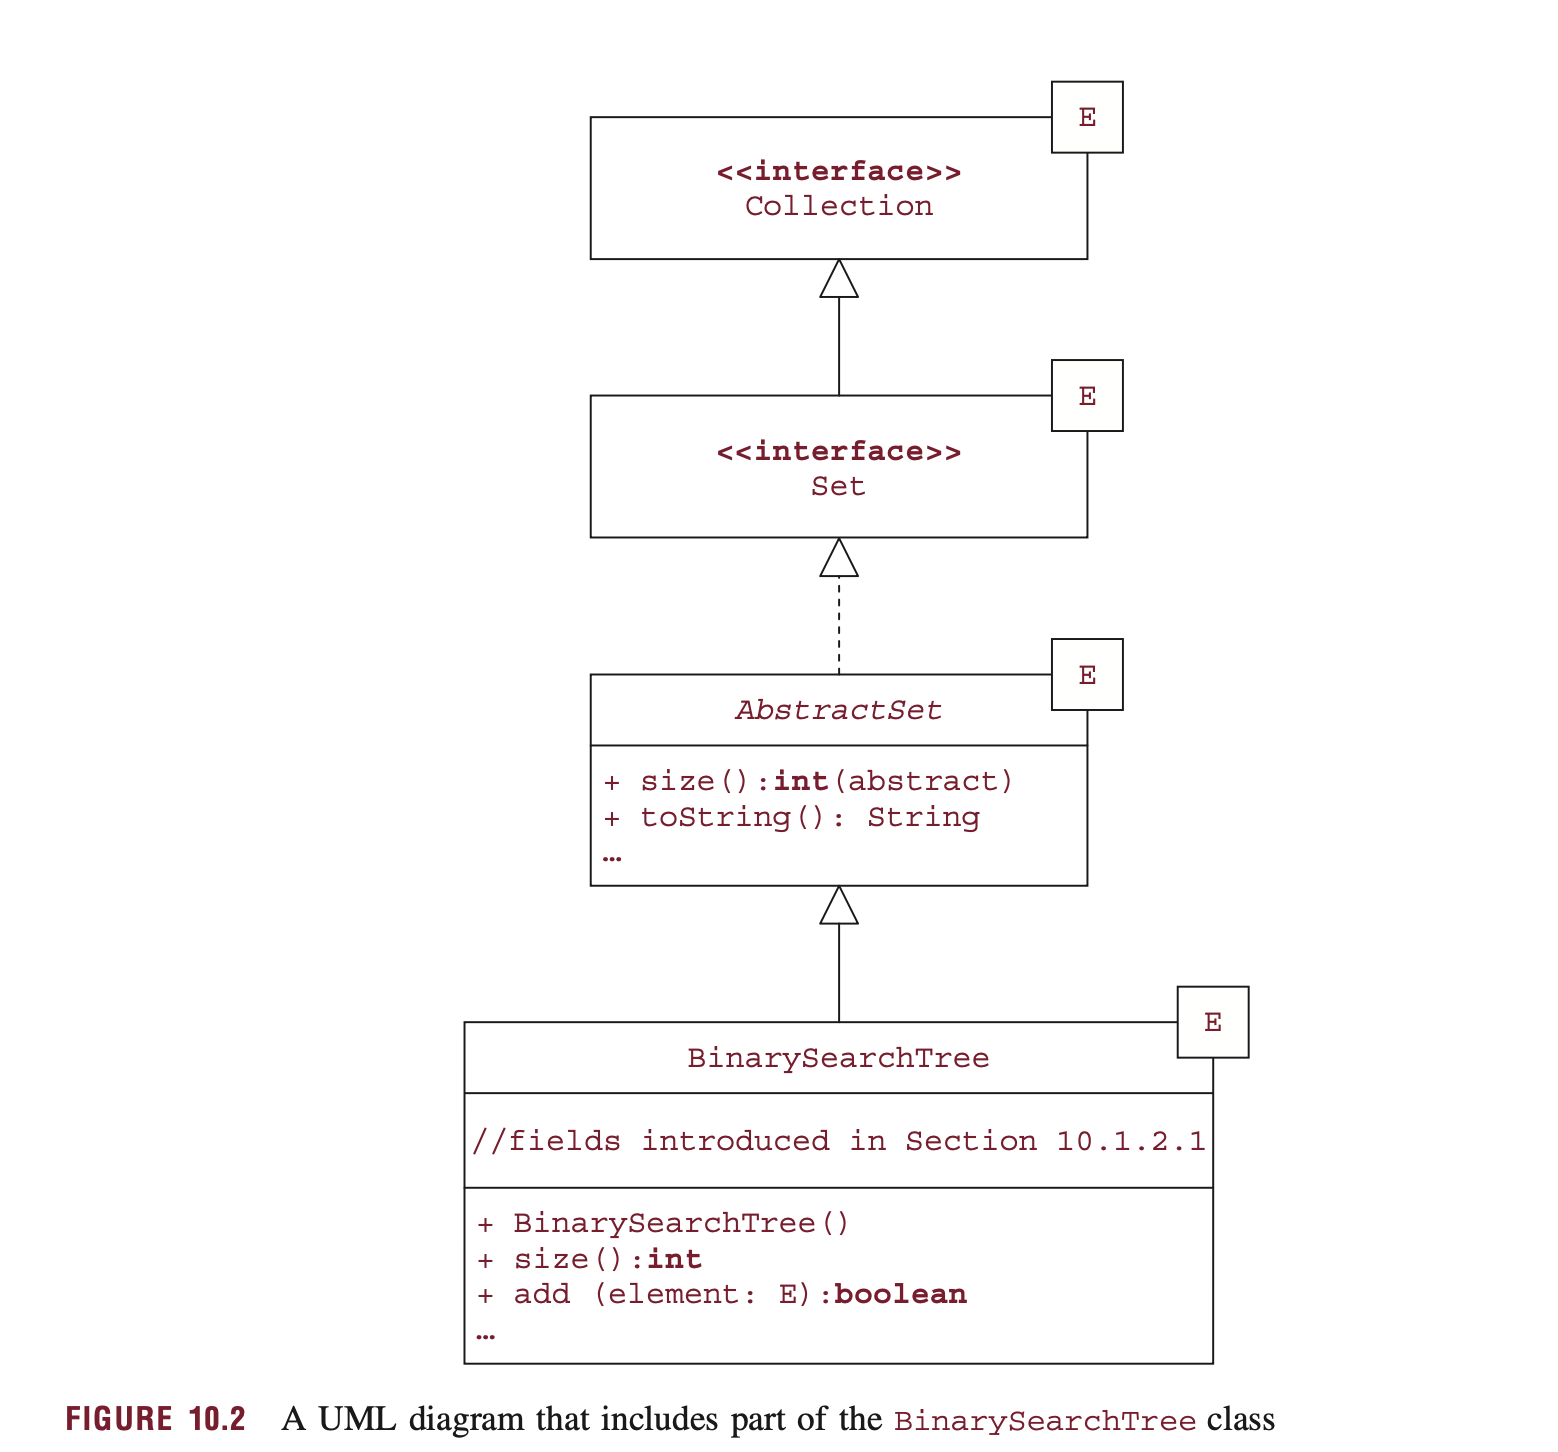 E
<<interface>>
Collection
E
<<interface>>
Set
E
AbstractSet
+ size():int(abstract)
+ toString(): String
…
E
BinarySearchTree
//fields introduced in Section 10.1.2.1
+ BinarySearchTree()
+ size():int
+ add (element: E):boolean
…
FIGURE 10.2 A UML diagram that includes part of the BinarySearchTree class